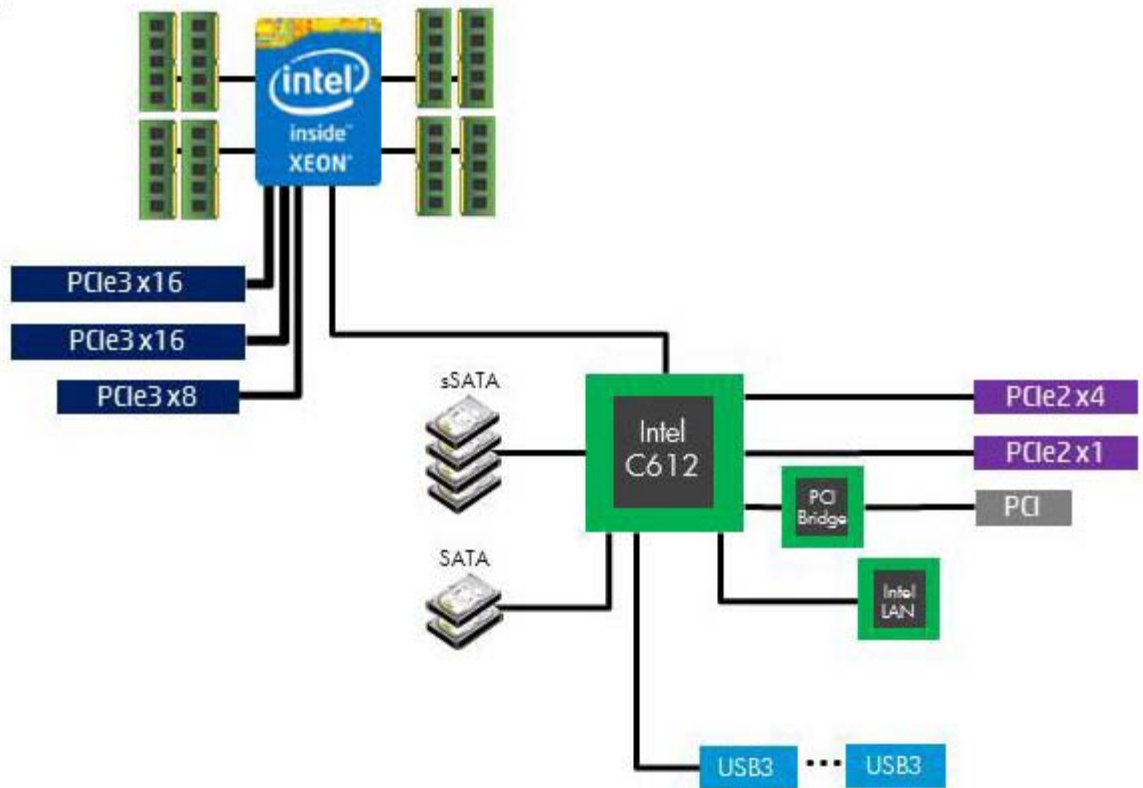 intel
inside™
XEON®
PCIe3 x16
PCIe3 x16
PCIe3 x8
sSATA
SATA
Intel
C612
PCIe2 x4
PCIe2 x1
PCI
Bridge
PCI
Intel
LAN
USB3 ... USB3